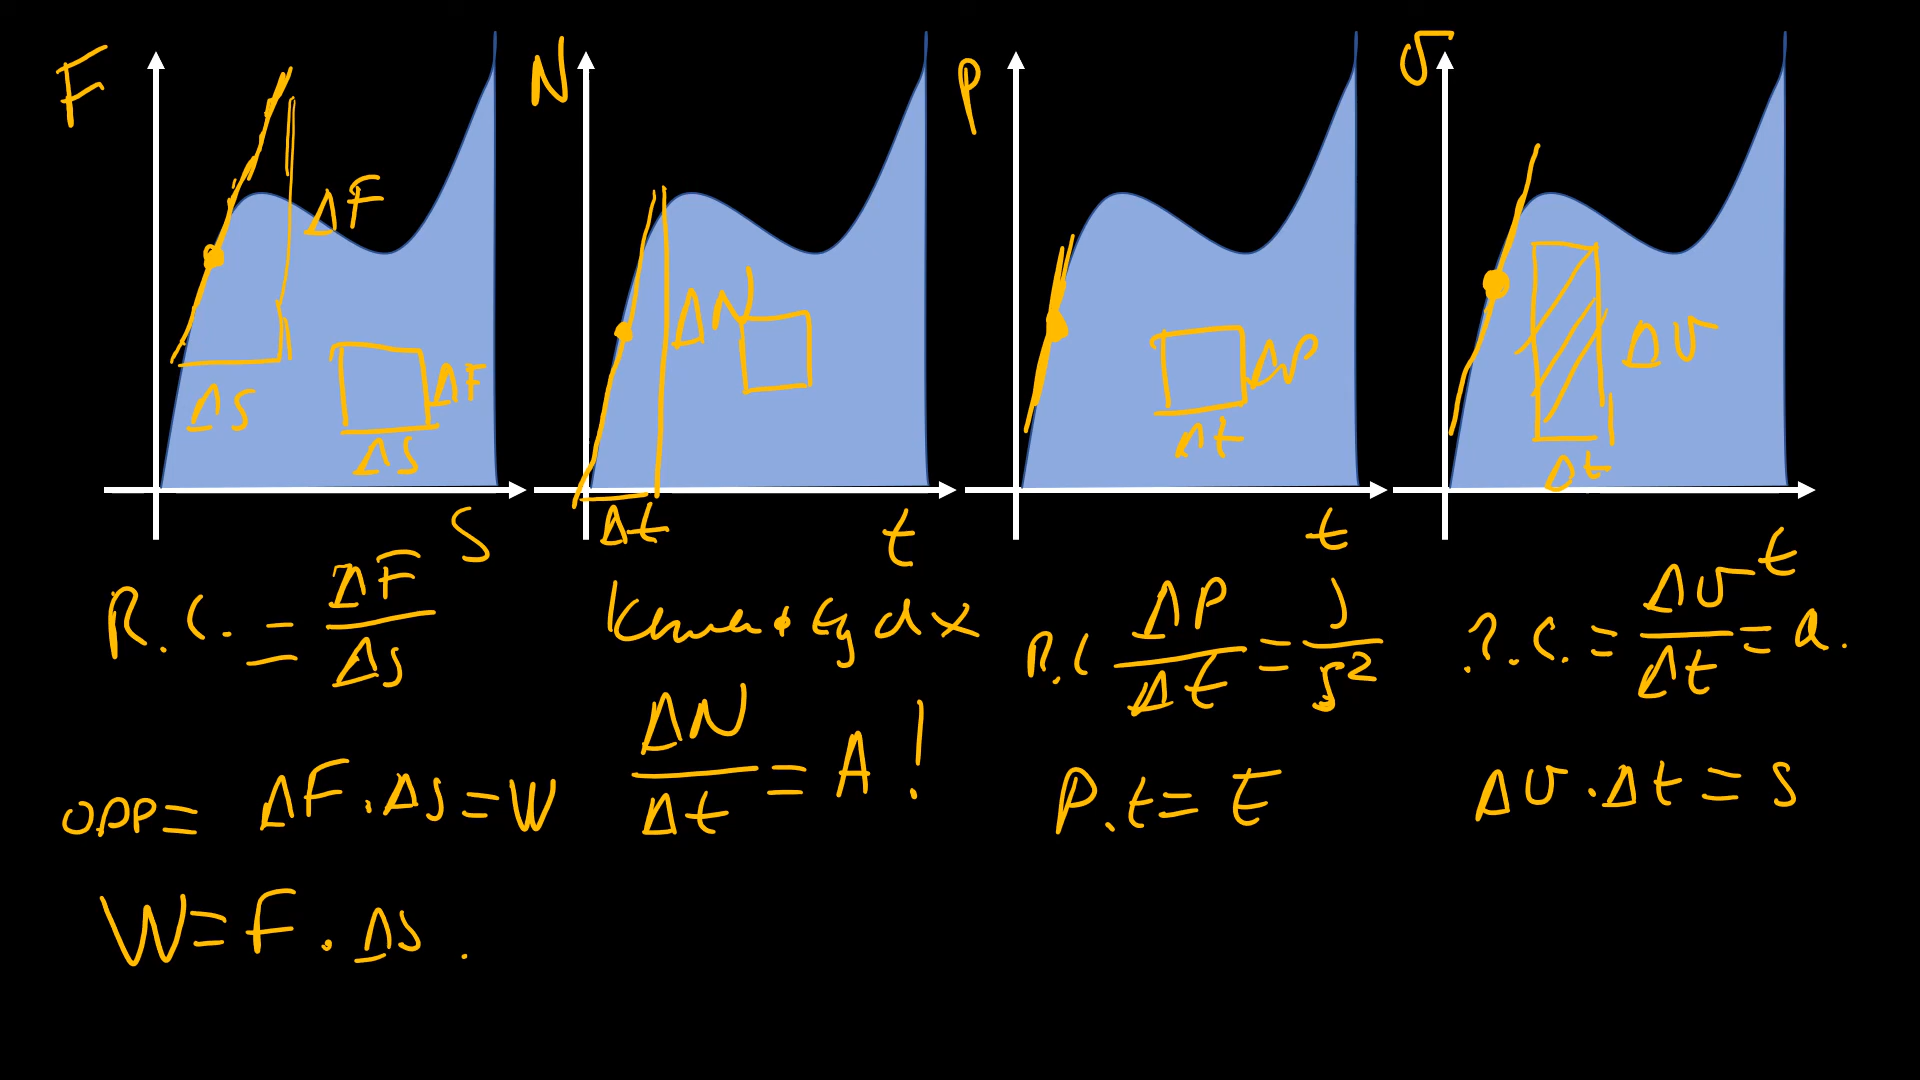 F
ΔF
ΔS
ΔF
ΔS
S
R.C. = ΔF/ΔS
OPP = ΔF . ΔS = W
W = F . ΔS .
N
ΔN
Δt
t
ΔN/Δt = A !
P
ΔP
Δt
t
R.C ΔP/Δt = J/s²
P.t = E
v
Δv
Δt
t
R.C. = Δv/Δt = a.
Δv . Δt = s